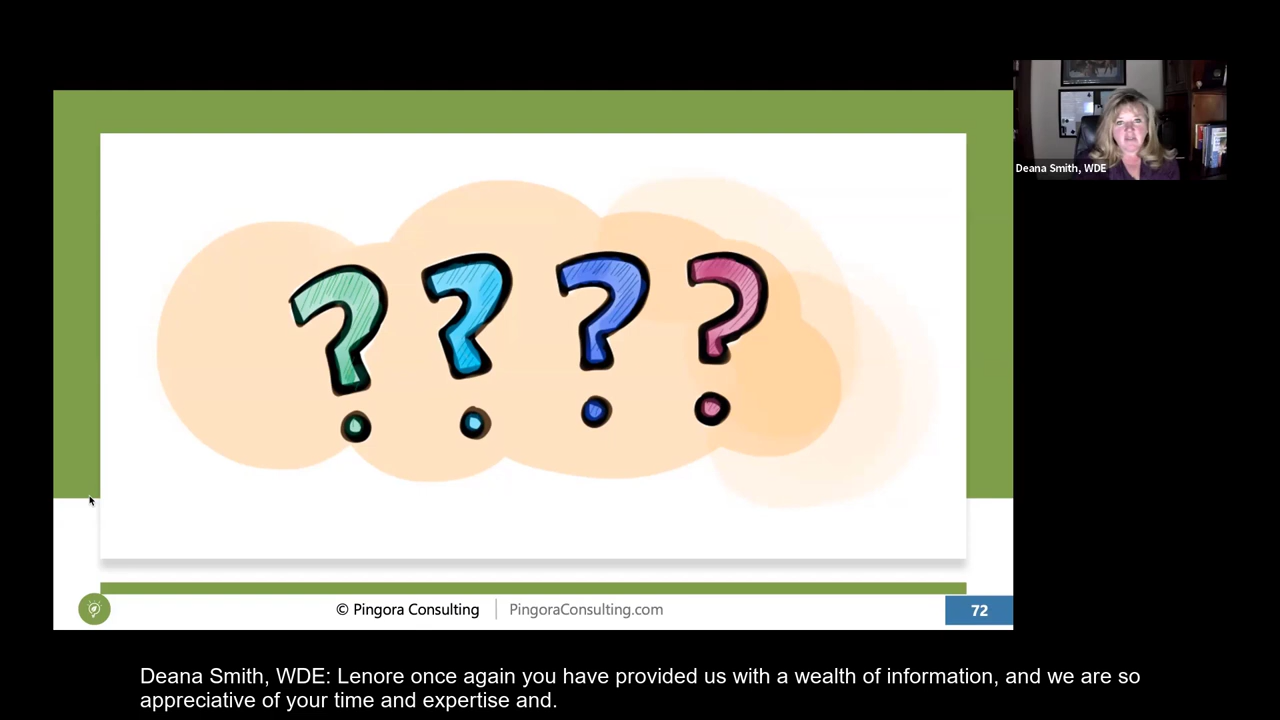 ????
Deana Smith, WDE
© Pingora Consulting | PingoraConsulting.com
72
Deana Smith, WDE: Lenore once again you have provided us with a wealth of information, and we are so
appreciative of your time and expertise and.